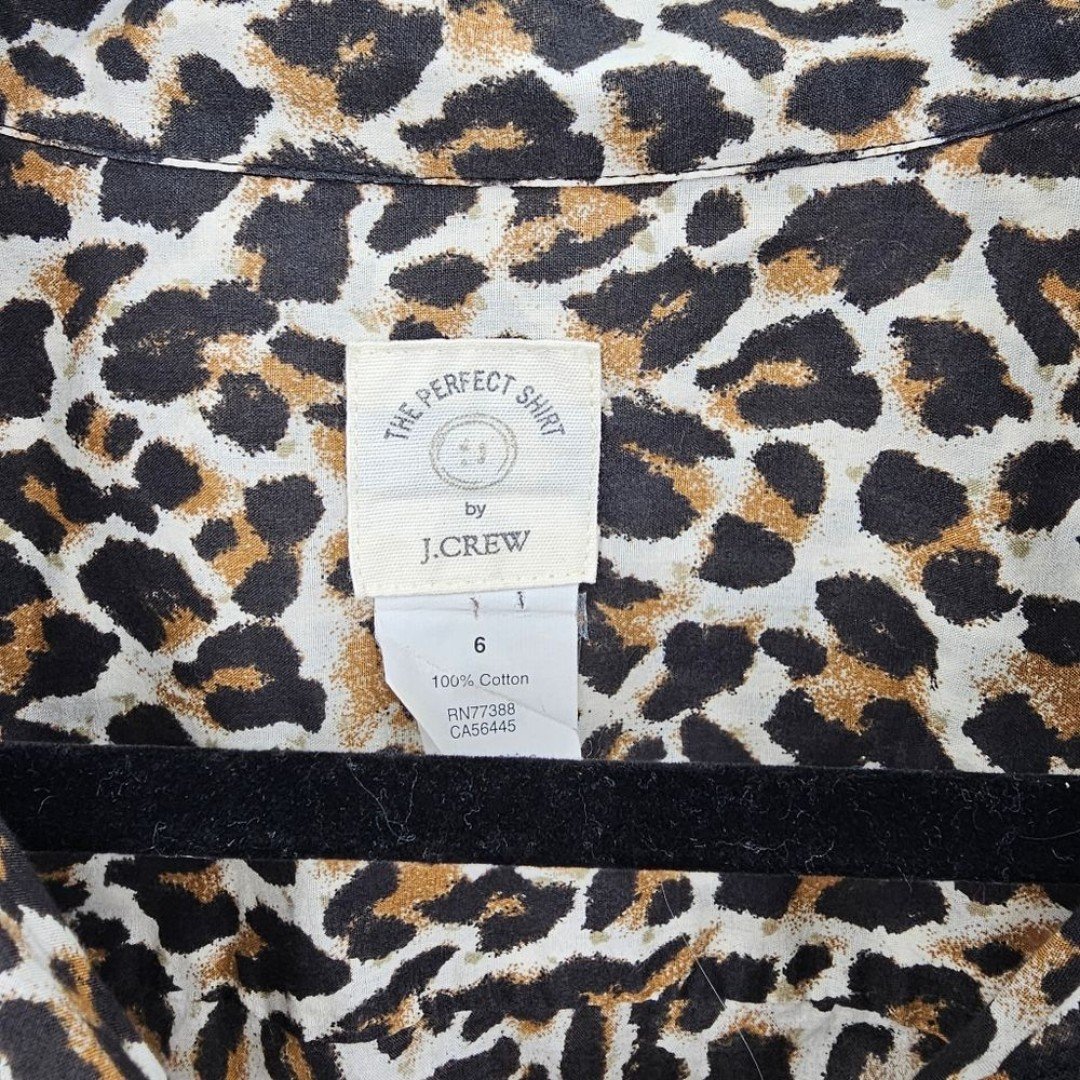 THE PERFECT SHIRT
by
J.CREW
6
100% Cotton
RN77388
CA56445